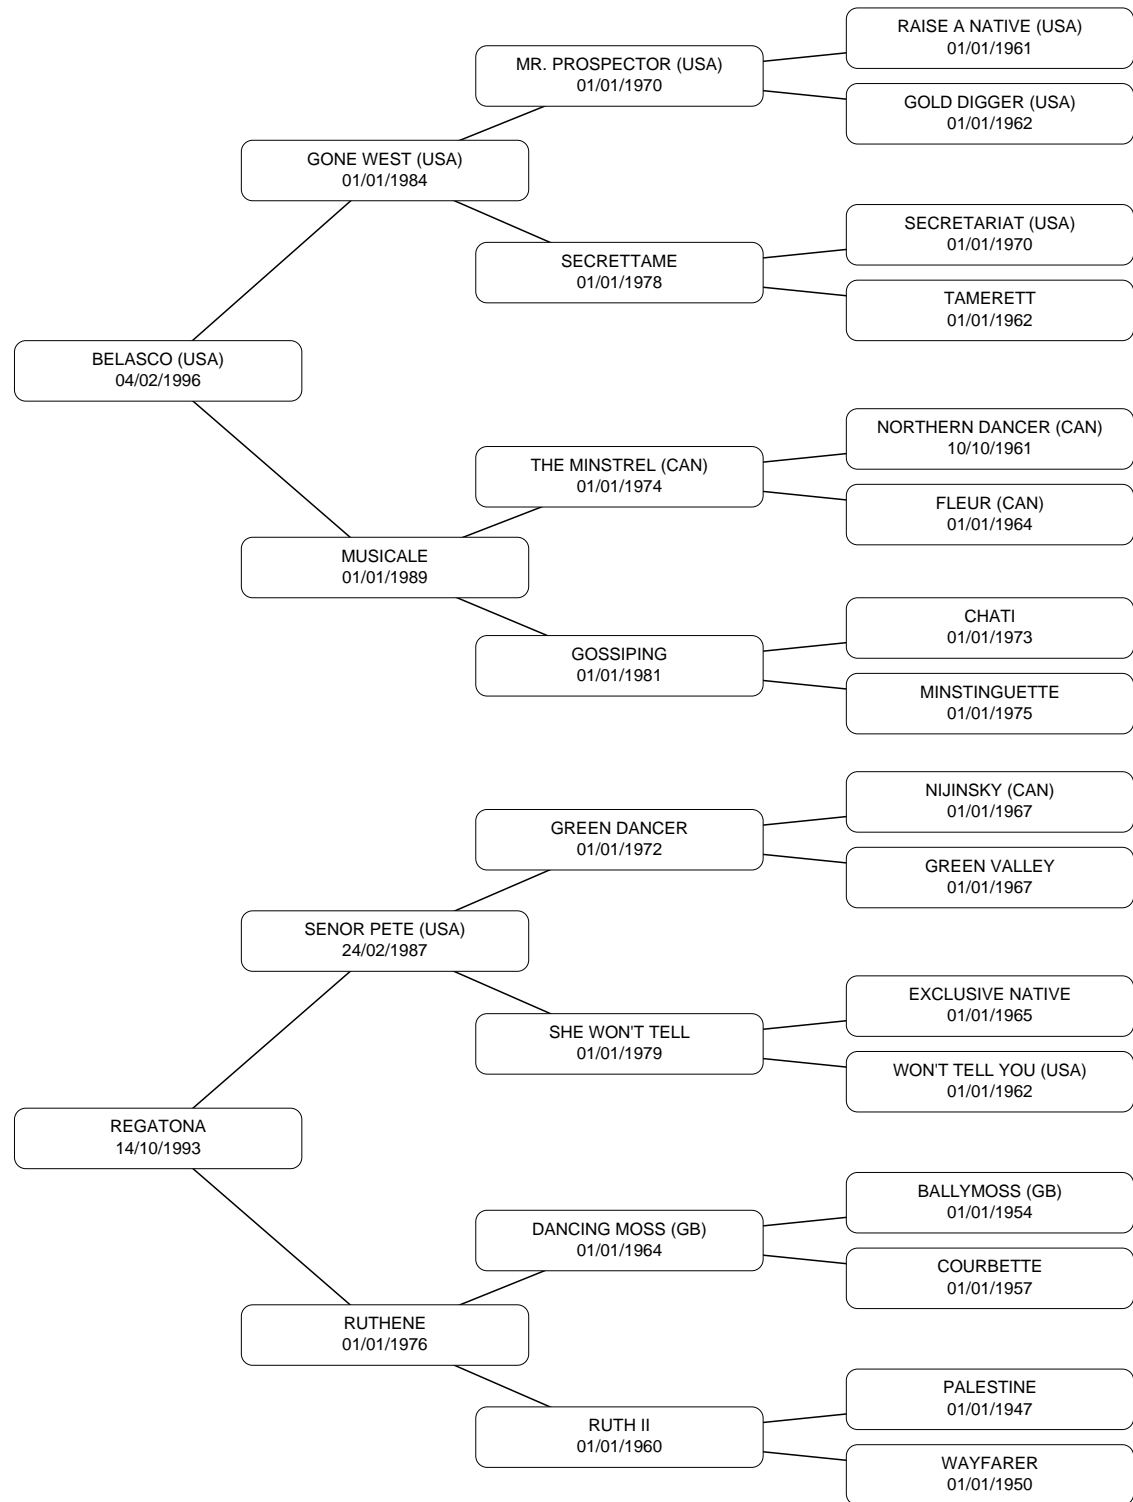 RAISE A NATIVE (USA)
01/01/1961
MR. PROSPECTOR (USA)
01/01/1970
GOLD DIGGER (USA)
01/01/1962
GONE WEST (USA)
01/01/1984
SECRETARIAT (USA)
01/01/1970
SECRETTAME
01/01/1978
TAMERETT
01/01/1962
BELASCO (USA)
04/02/1996
NORTHERN DANCER (CAN)
10/10/1961
THE MINSTREL (CAN)
01/01/1974
FLEUR (CAN)
01/01/1964
MUSICALE
01/01/1989
CHATI
01/01/1973
GOSSIPING
01/01/1981
MINSTINGUETTE
01/01/1975
NIJINSKY (CAN)
01/01/1967
GREEN DANCER
01/01/1972
GREEN VALLEY
01/01/1967
SENOR PETE (USA)
24/02/1987
EXCLUSIVE NATIVE
01/01/1965
SHE WON'T TELL
01/01/1979
WON'T TELL YOU (USA)
01/01/1962
REGATONA
14/10/1993
BALLYMOSS (GB)
01/01/1954
DANCING MOSS (GB)
01/01/1964
COURBETTE
01/01/1957
RUTHENE
01/01/1976
PALESTINE
01/01/1947
RUTH II
01/01/1960
WAYFARER
01/01/1950